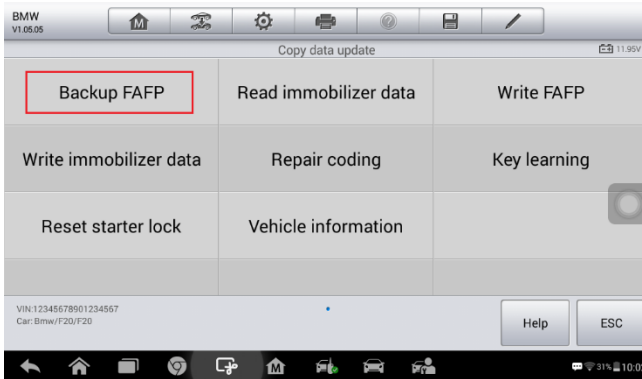 BMW
V1.05.05
Copy data update
11.95V
Backup FAFP
Read immobilizer data
Write FAFP
Write immobilizer data
Repair coding
Key learning
Reset starter lock
Vehicle information
VIN:12345678901234567
Car: Bmw/F20/F20
Help
ESC
31%